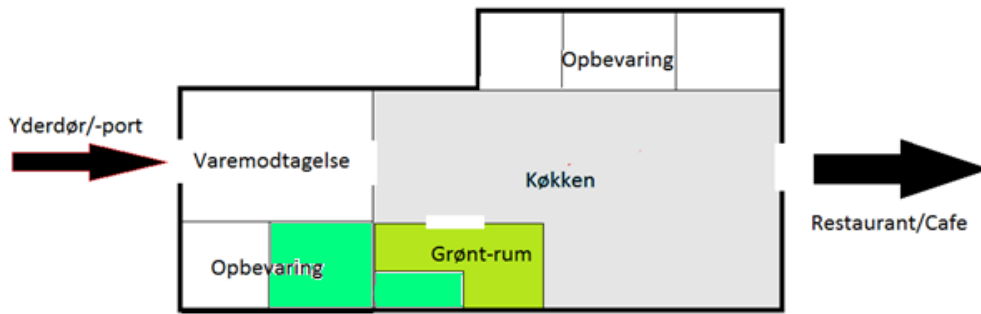 Opbevaring
Yderdør/-port
Varemodtagelse
Køkken
Restaurant/Cafe
Grønt-rum
Opbevaring